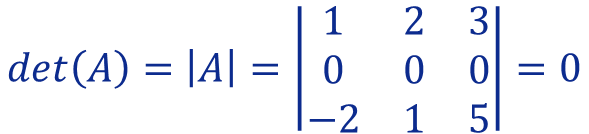 det(A) = |A| = | 1 2 3 |
| 0 0 0 | = 0
| −2 1 5 |